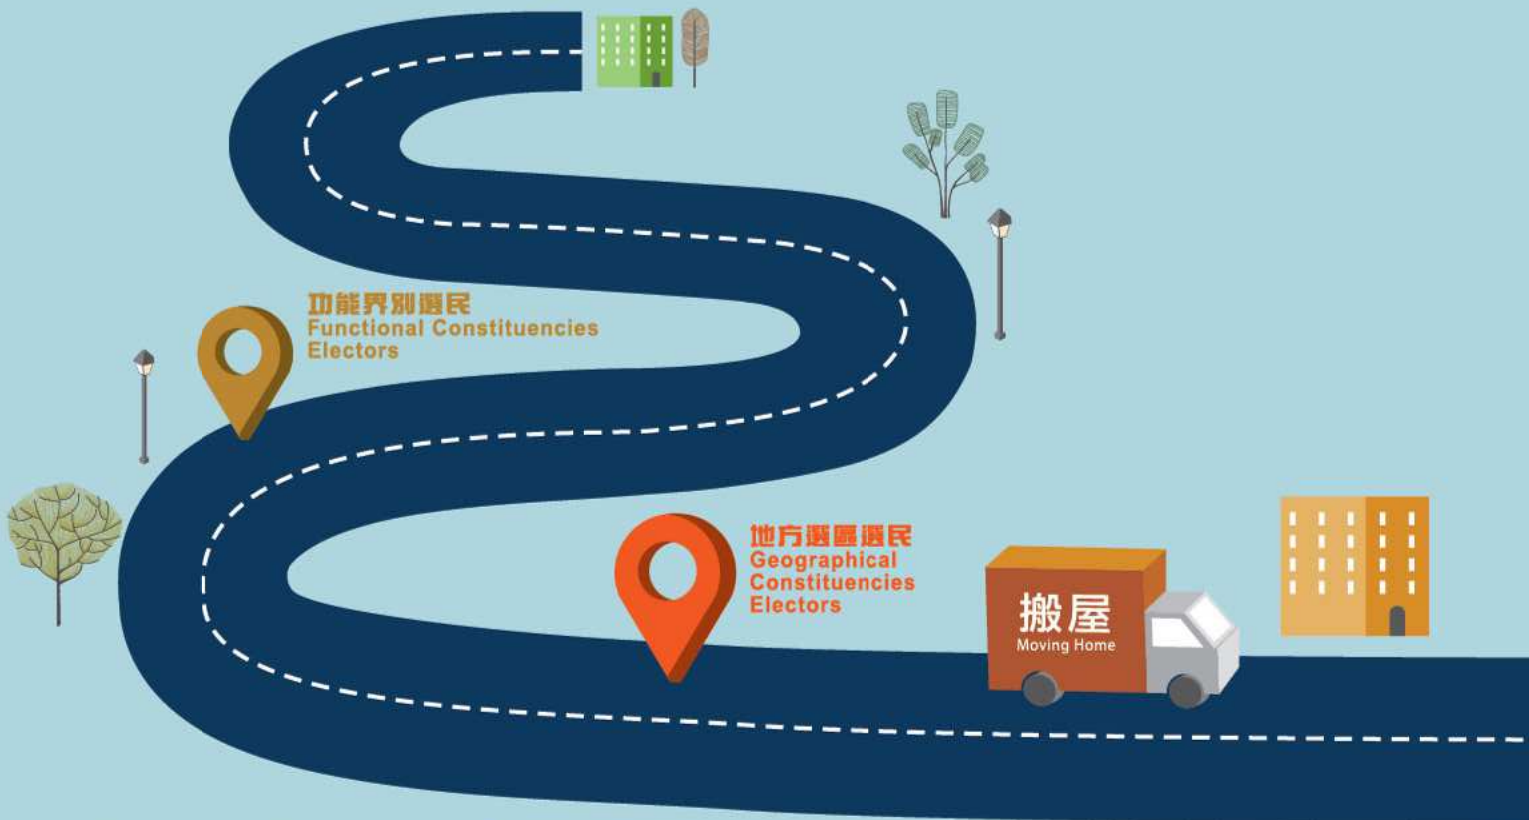 功能界別選民
Functional Constituencies
Electors
地方選區選民
Geographical
Constituencies
Electors
搬屋
Moving Home